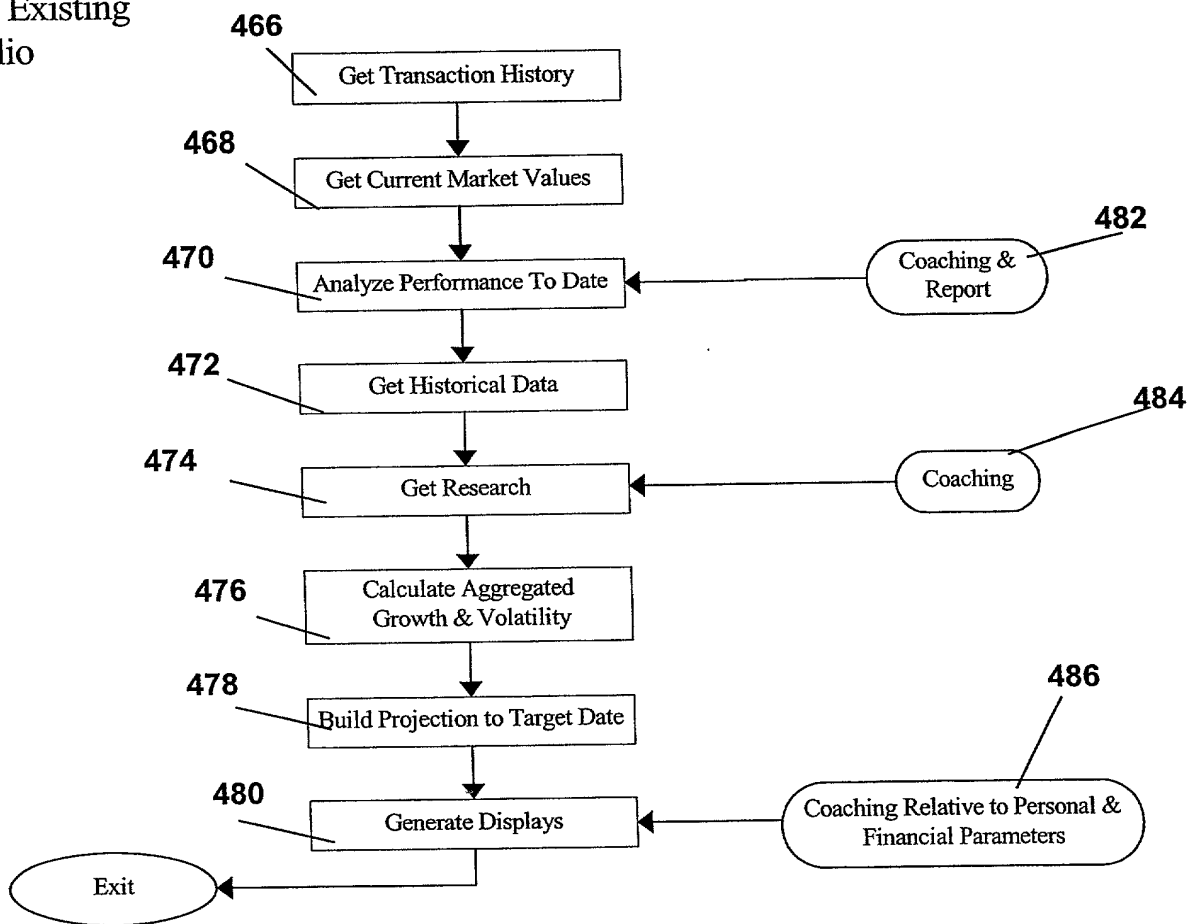 Existing
lio
466
Get Transaction History
468
Get Current Market Values
470
Analyze Performance To Date
482
Coaching &
Report
472
Get Historical Data
484
474
Get Research
Coaching
476
Calculate Aggregated
Growth & Volatility
478
Build Projection to Target Date
486
480
Generate Displays
Coaching Relative to Personal &
Financial Parameters
Exit